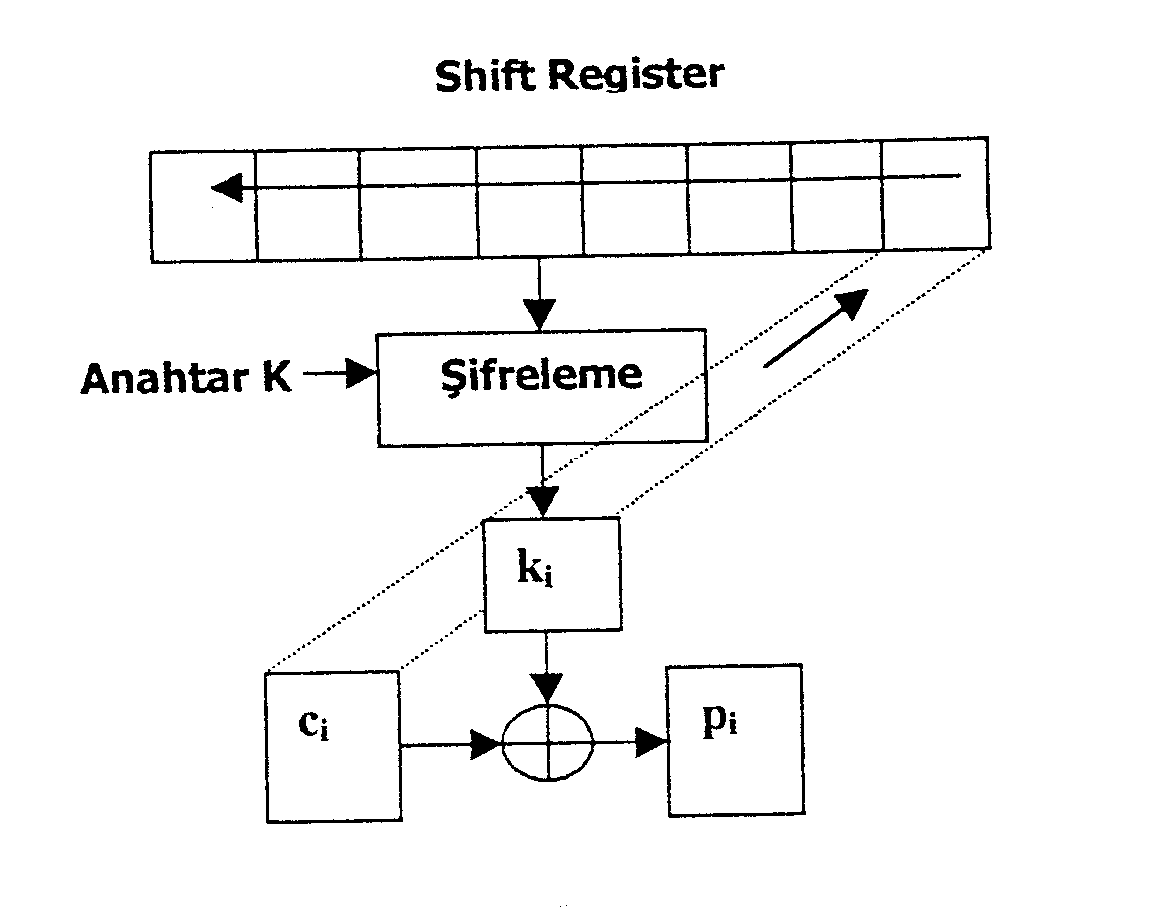 Shift Register
Anahtar K
Şifreleme
kᵢ
cᵢ
pᵢ